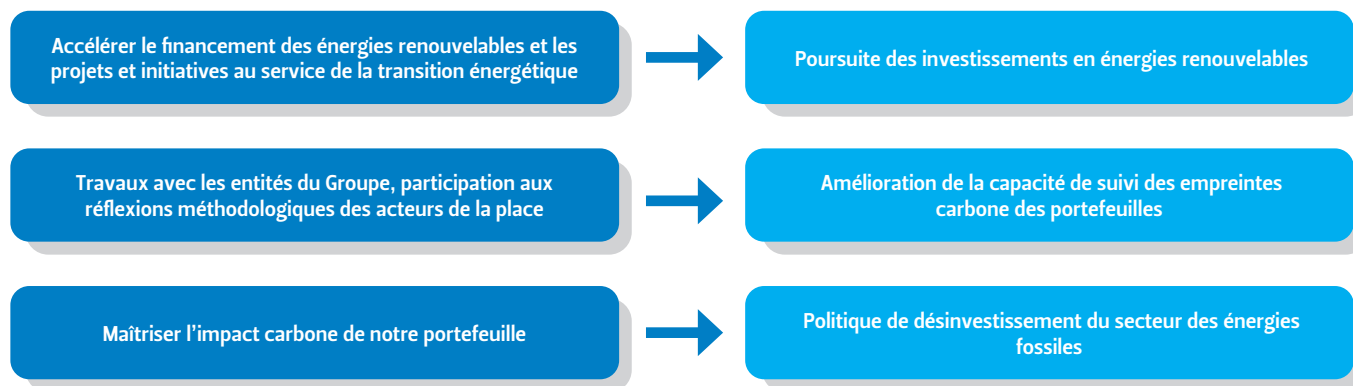 Accélérer le financement des énergies renouvelables et les
projets et initiatives au service de la transition énergétique
Poursuite des investissements en énergies renouvelables
Travaux avec les entités du Groupe, participation aux
réflexions méthodologiques des acteurs de la place
Amélioration de la capacité de suivi des empreintes
carbone des portefeuilles
Maîtriser l’impact carbone de notre portefeuille
Politique de désinvestissement du secteur des énergies
fossiles